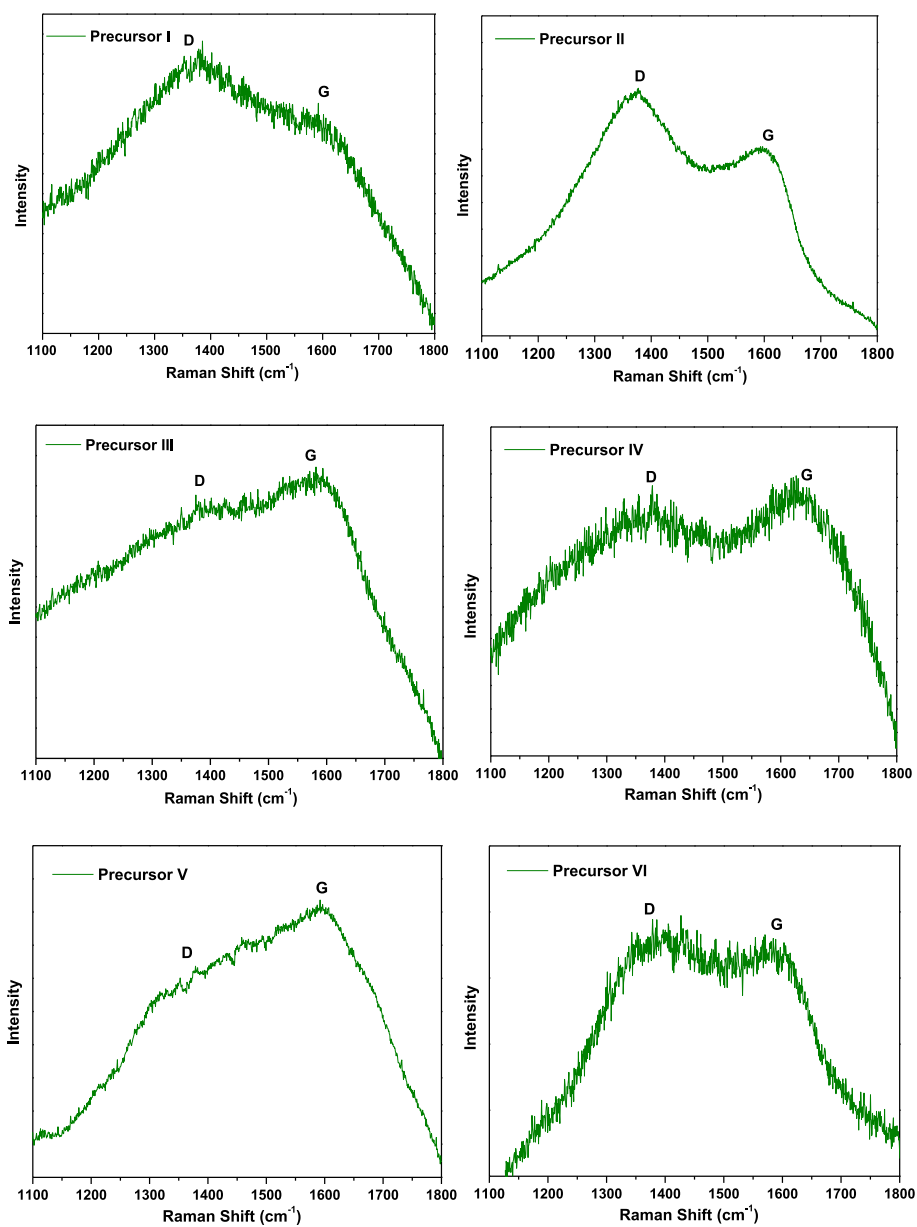 Precursor I
D
G
Intensity
1100 1200 1300 1400 1500 1600 1700 1800
Raman Shift (cm⁻¹)
Precursor II
D
G
Intensity
1100 1200 1300 1400 1500 1600 1700 1800
Raman Shift (cm⁻¹)
Precursor III
D
G
Intensity
1100 1200 1300 1400 1500 1600 1700 1800
Raman Shift (cm⁻¹)
Precursor IV
D
G
Intensity
1100 1200 1300 1400 1500 1600 1700 1800
Raman Shift (cm⁻¹)
Precursor V
D
G
Intensity
1100 1200 1300 1400 1500 1600 1700 1800
Raman Shift (cm⁻¹)
Precursor VI
D
G
Intensity
1100 1200 1300 1400 1500 1600 1700 1800
Raman Shift (cm⁻¹)